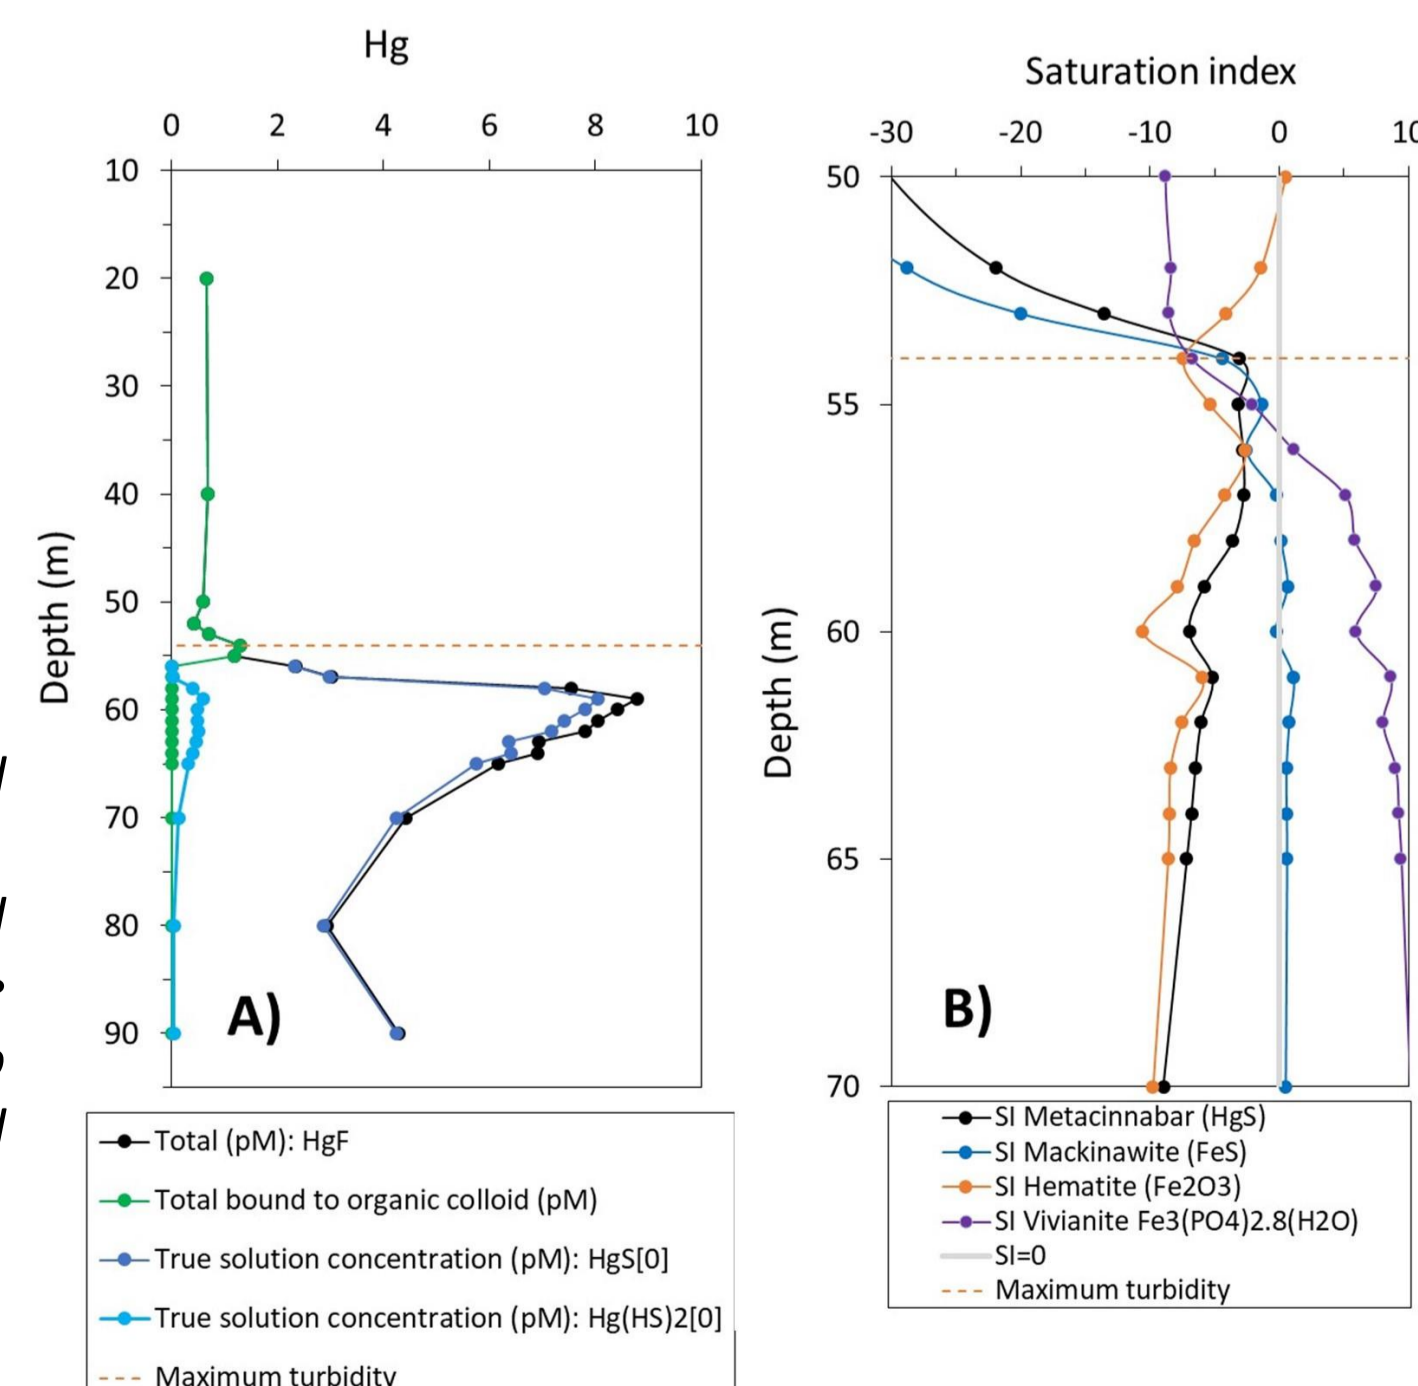 Hg
0 2 4 6 8 10
10
20
30
40
50
60
70
80
90
Depth (m)
A)
Total (pM): HgF
Total bound to organic colloid (pM)
True solution concentration (pM): HgS[0]
True solution concentration (pM): Hg(HS)2[0]
Maximum turbidity
Saturation index
-30 -20 -10 0 10
50
55
60
65
70
Depth (m)
B)
SI Metacinnabar (HgS)
SI Mackinawite (FeS)
SI Hematite (Fe2O3)
SI Vivianite Fe3(PO4)2.8(H2O)
SI=0
Maximum turbidity